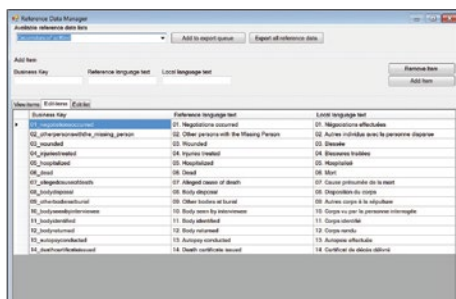 Reference Data Manager
Available reference data lists
Add to export queue Export all reference data
Add Item
Remove Item
Business Key Reference language text Local language text
Add Item
View items Edit items Edit list
Business Key Reference language text Local language text
01_negotiationsoccurred 01. Negotiations occurred 01. Négociations effectuées
02_otherpersonswiththe_missing_person 02. Other persons with the Missing Person 02. Autres individus avec la personne disparue
03_wounded 03. Wounded 03. Blessée
04_injuriestreated 04. Injuries treated 04. Blessures traitées
05_hospitalized 05. Hospitalized 05. Hospitalisé
06_dead 06. Dead 06. Mort
07_allegedcauseofdeath 07. Alleged cause of death 07. Cause présumée de la mort
08_bodydisposal 08. Body disposal 08. Disposition du corps
09_otherbodiesatburial 09. Other bodies at burial 09. Autres corps à la sépulture
10_bodyseenbyinterviewee 10. Body seen by interviewee 10. Corps vu par la personne interrogée
11_bodyidentified 11. Body identified 11. Corps identifié
12_bodyreturned 12. Body returned 12. Corps rendu
13_autopsyconducted 13. Autopsy conducted 13. Autopsie effectuée
14_deathcertificateissued 14. Death certificate issued 14. Certificat de décès délivré